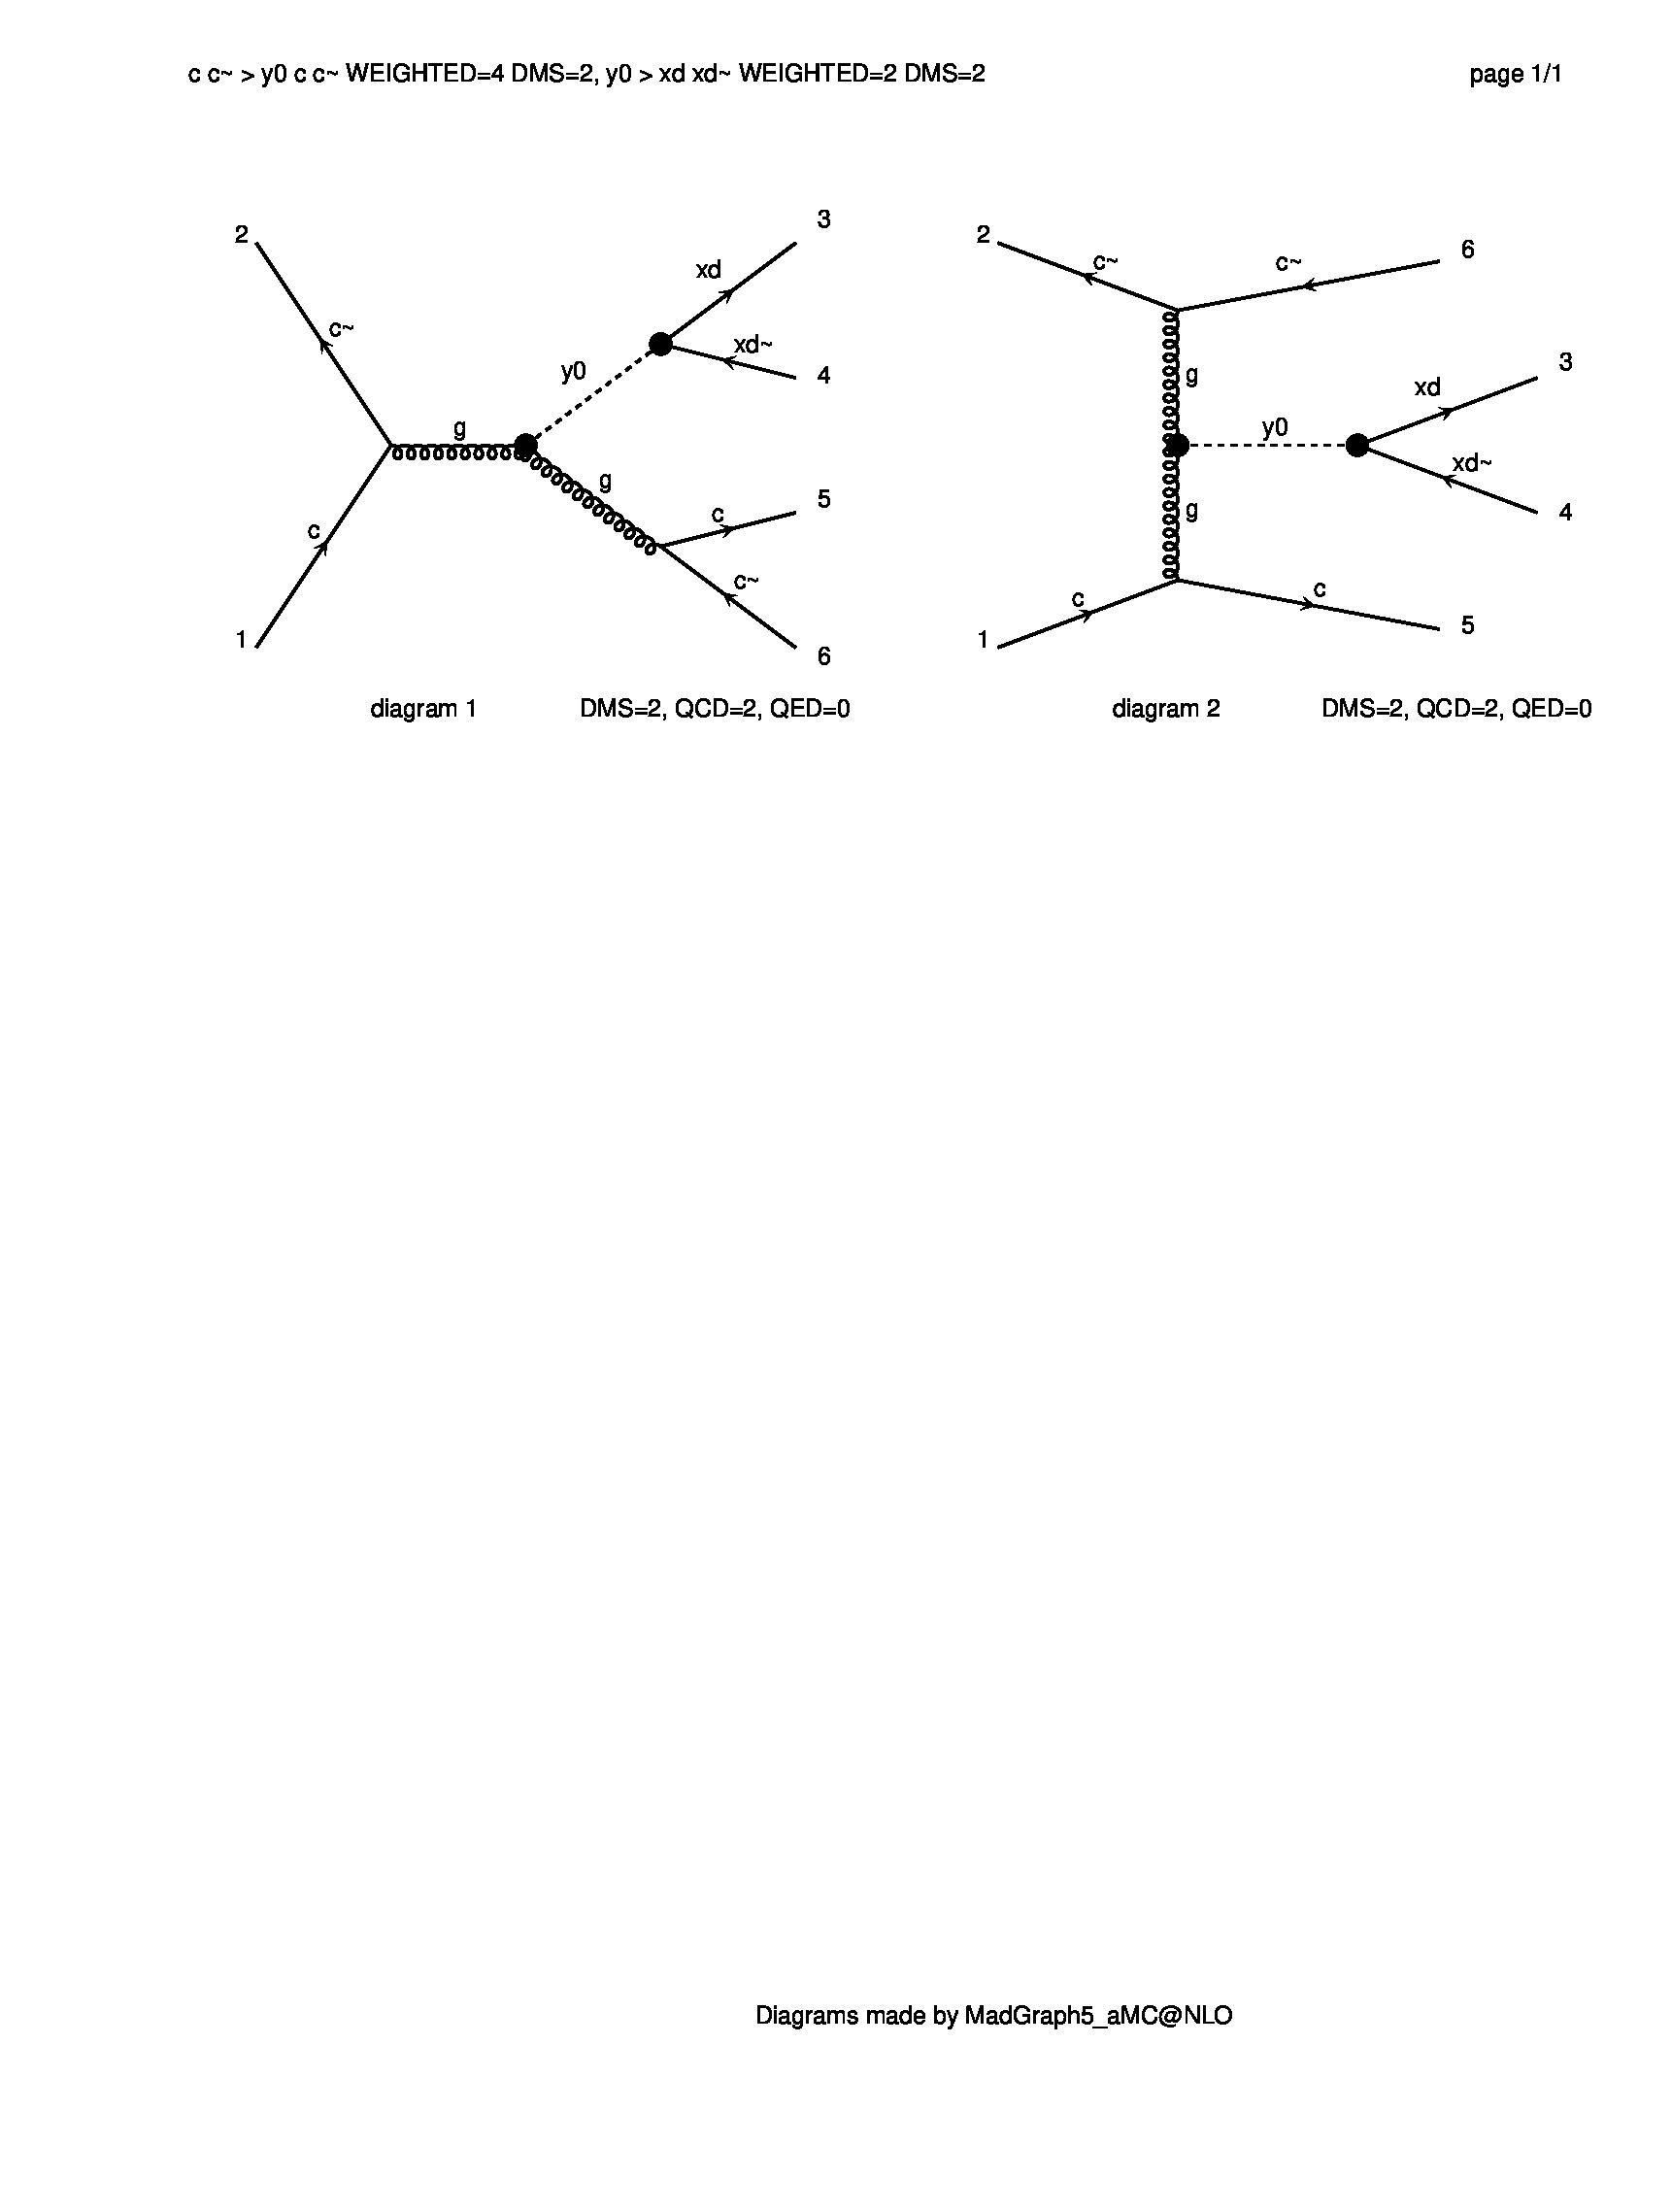 c c~ > y0 c c~ WEIGHTED=4 DMS=2, y0 > xd xd~ WEIGHTED=2 DMS=2
page 1/1
2
c~
c
1
g
y0
xd
3
xd~
4
g
c
5
c~
6
diagram 1
DMS=2, QCD=2, QED=0
2
c~
c~
6
g
y0
xd
3
xd~
4
g
c
1
c
5
diagram 2
DMS=2, QCD=2, QED=0
Diagrams made by MadGraph5_aMC@NLO